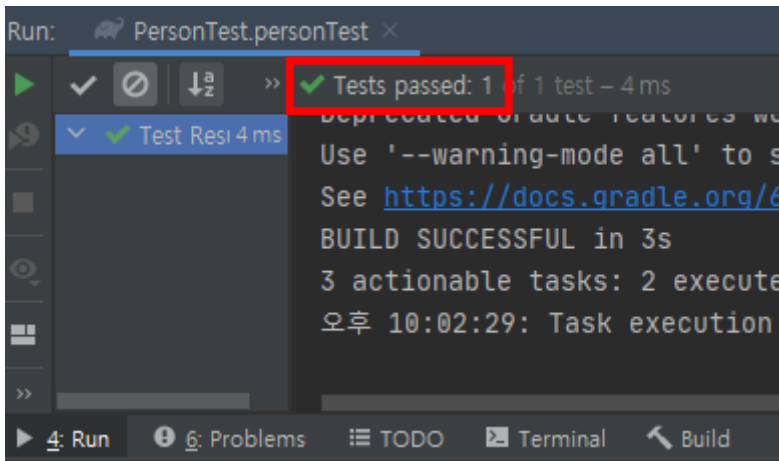 Run: PersonTest.personTest
Tests passed: 1 of 1 test – 4 ms
Test Resu 4 ms
Deprecated Gradle features
Use '--warning-mode all' to s
See https://docs.gradle.org/6
BUILD SUCCESSFUL in 3s
3 actionable tasks: 2 execute
오후 10:02:29: Task execution
4: Run 6: Problems TODO Terminal Build